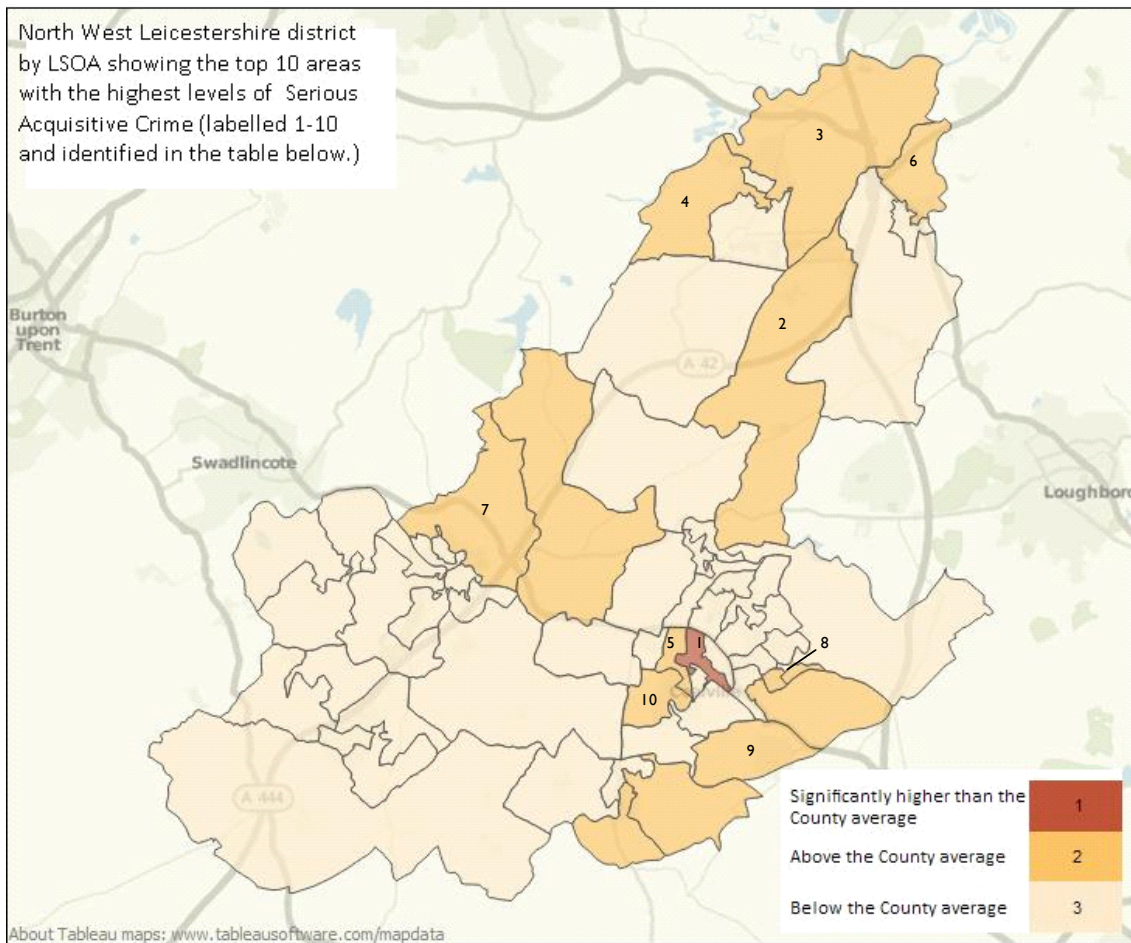 North West Leicestershire district
by LSOA showing the top 10 areas
with the highest levels of Serious
Acquisitive Crime (labelled 1-10
and identified in the table below.)
3
6
4
Burton
upon
Trent
2
A 42
Swadlincote
Loughbor
7
5
1
8
10
Coalville
9
A 444
Significantly higher than the
County average
1
Above the County average
2
Below the County average
3
About Tableau maps: www.tableausoftware.com/mapdata